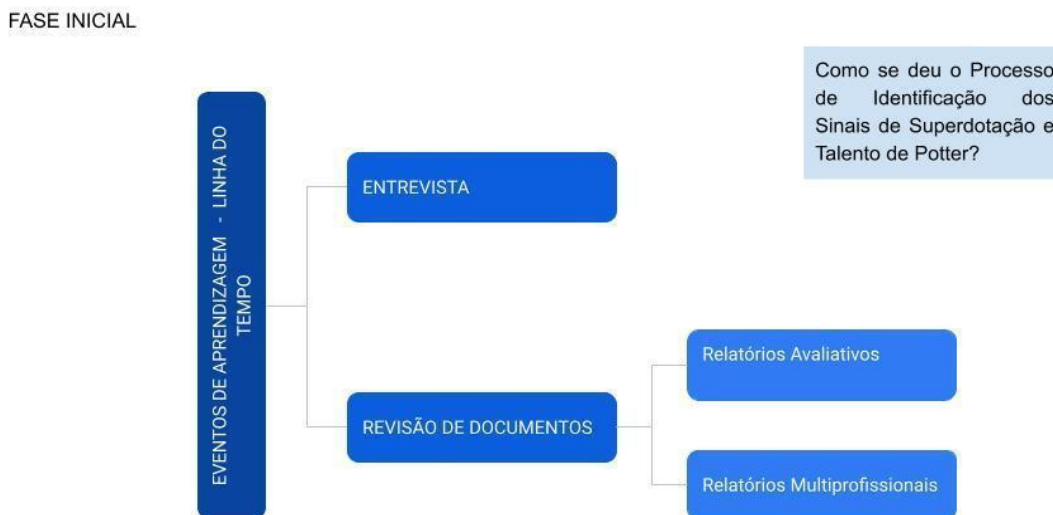 FASE INICIAL
Como se deu o Processo
de Identificação dos
Sinais de Superdotação e
Talento de Potter?
EVENTOS DE APRENDIZAGEM - LINHA DO
TEMPO
ENTREVISTA
REVISÃO DE DOCUMENTOS
Relatórios Avaliativos
Relatórios Multiprofissionais